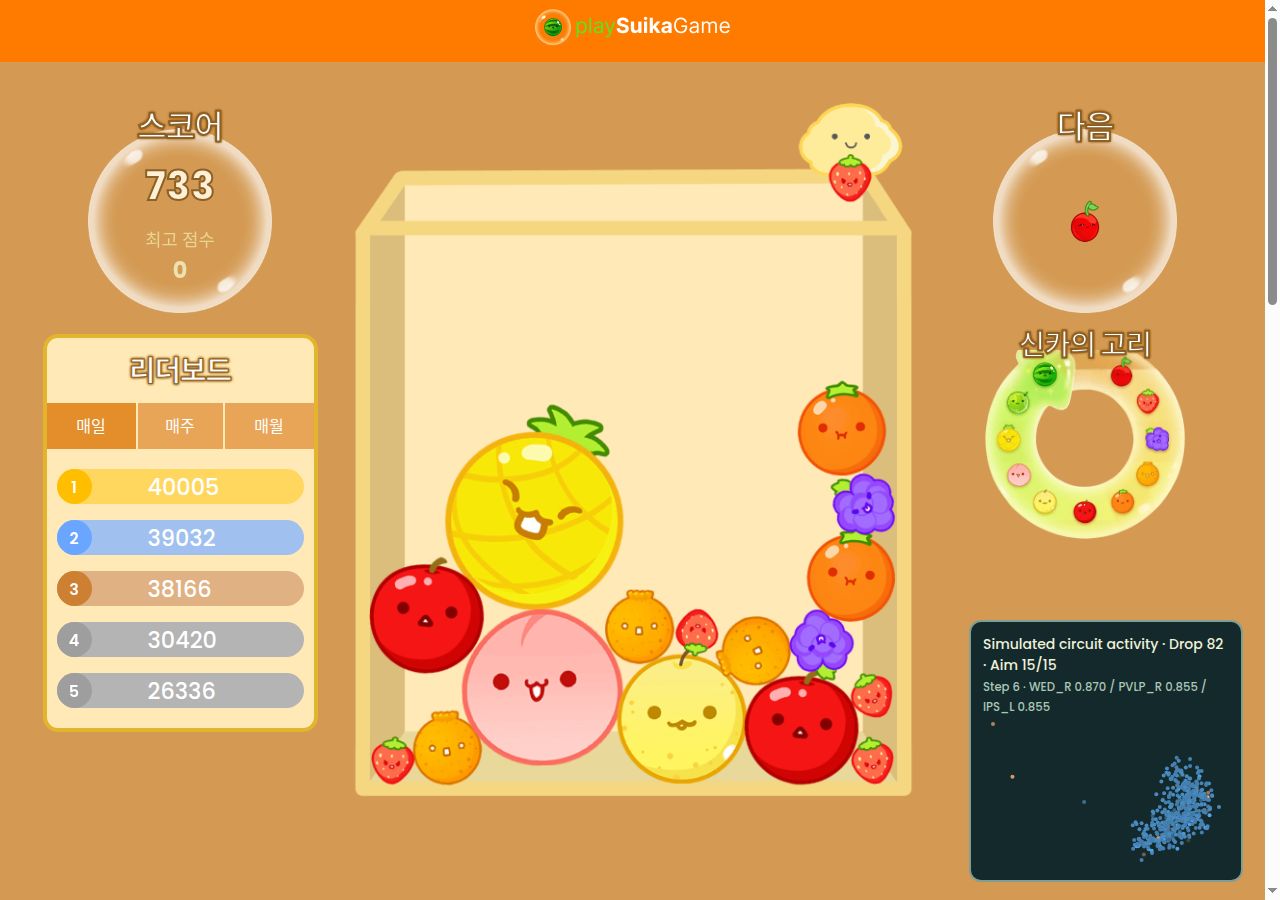 playSuikaGame
스코어
733
최고 점수
0
다음
신카의 고리
리더보드
매일 매주 매월
1 40005
2 39032
3 38166
4 30420
5 26336
Simulated circuit activity · Drop 82
· Aim 15/15
Step 6 · WED_R 0.870 / PVLP_R 0.855 /
IPS_L 0.855